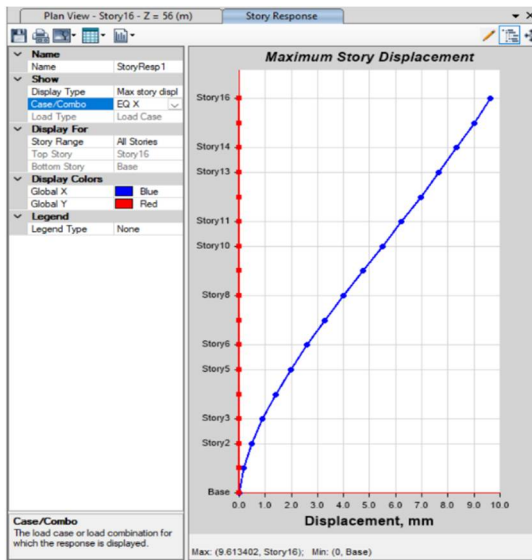 Plan View - Story16 - Z = 56 (m)
Story Response
Name
Name StoryResp1
Show
Display Type Max story displ
Case/Combo EQ X
Load Type Load Case
Display For
Story Range All Stories
Top Story Story16
Bottom Story Base
Display Colors
Global X Blue
Global Y Red
Legend
Legend Type None
Case/Combo
The load case or load combination for
which the response is displayed.
Maximum Story Displacement
Story16
Story14
Story13
Story11
Story10
Story8
Story6
Story5
Story3
Story2
Base
0.0 1.0 2.0 3.0 4.0 5.0 6.0 7.0 8.0 9.0 10.0
Displacement, mm
Max: (9.613402, Story16); Min: (0, Base)